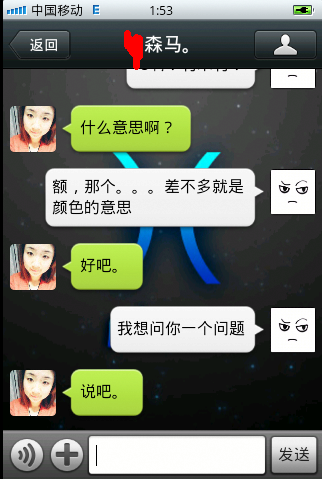 中国移动 E 1:53
返回 森马。
什么意思啊？
额，那个。。。差不多就是
颜色的意思
好吧。
我想问你一个问题
说吧。
发送